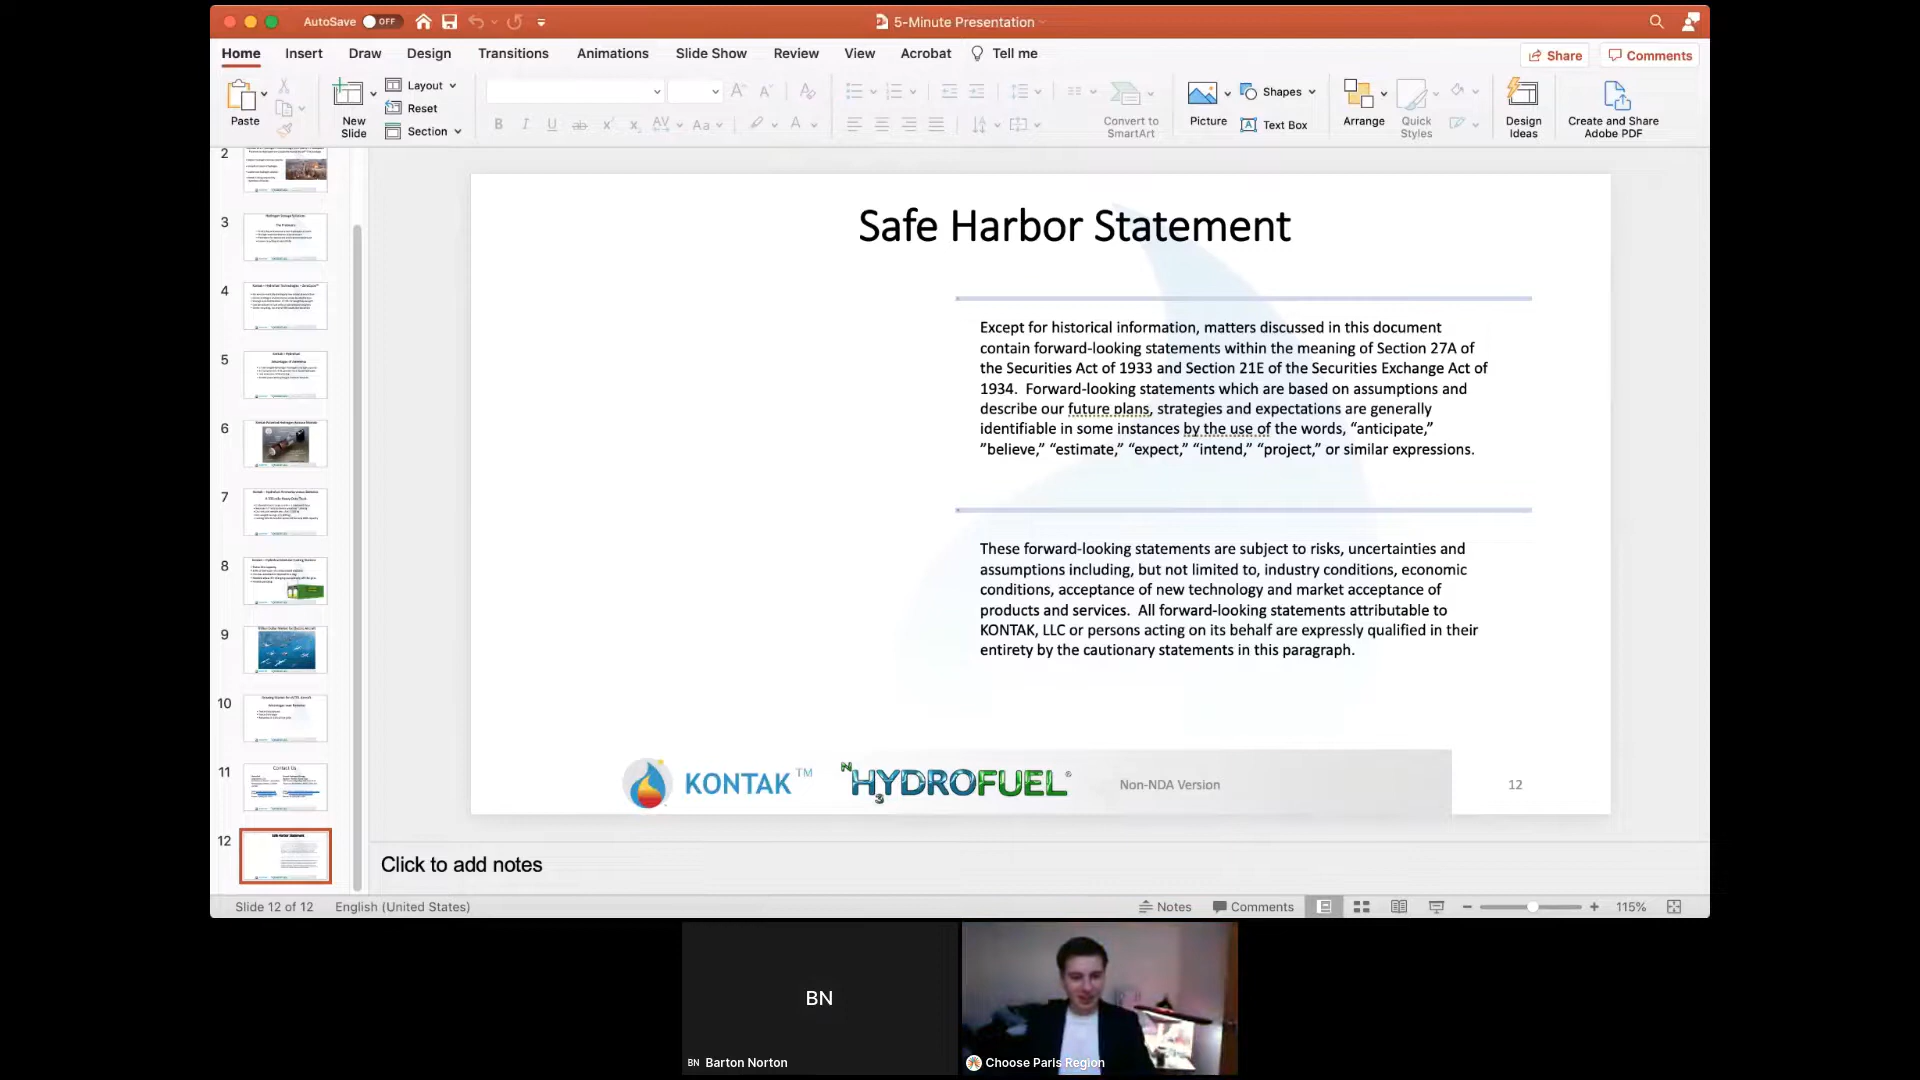 AutoSave OFF
5-Minute Presentation
Home Insert Draw Design Transitions Animations Slide Show Review View Acrobat Tell me
Share Comments
Paste
New Slide
Layout
Reset
Section
Convert to SmartArt
Picture
Shapes
Text Box
Arrange
Quick Styles
Design Ideas
Create and Share Adobe PDF
2
3
4
5
6
7
8
9
10
11
Contact Us
12
Safe Harbor Statement
Except for historical information, matters discussed in this document
contain forward-looking statements within the meaning of Section 27A of
the Securities Act of 1933 and Section 21E of the Securities Exchange Act of
1934.  Forward-looking statements which are based on assumptions and
describe our future plans, strategies and expectations are generally
identifiable in some instances by the use of the words, “anticipate,”
”believe,” “estimate,” “expect,” “intend,” “project,” or similar expressions.
These forward-looking statements are subject to risks, uncertainties and
assumptions including, but not limited to, industry conditions, economic
conditions, acceptance of new technology and market acceptance of
products and services.  All forward-looking statements attributable to
KONTAK, LLC or persons acting on its behalf are expressly qualified in their
entirety by the cautionary statements in this paragraph.
KONTAK™ N HYDROFUEL® 3 Non-NDA Version 12
Click to add notes
Slide 12 of 12 English (United States) Notes Comments 115%
BN
BN Barton Norton
Choose Paris Region